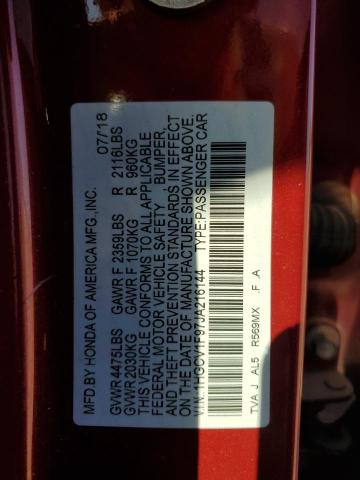 MFD BY HONDA OF AMERICA MFG.,INC. 07/18
GVWR 4475LBS GAWR F 2359LBS R 2116LBS
GVWR 2030KG GAWR F 1070KG R 960KG
THIS VEHICLE CONFORMS TO ALL APPLICABLE
FEDERAL MOTOR VEHICLE SAFETY , BUMPER,
AND THEFT PREVENTION STANDARDS IN EFFECT
ON THE DATE OF MANUFACTURE SHOWN ABOVE.
V.I.N. 1HGCV1F97JA216144 TYPE:PASSENGER CAR
TVA J AL5 R569MX F A